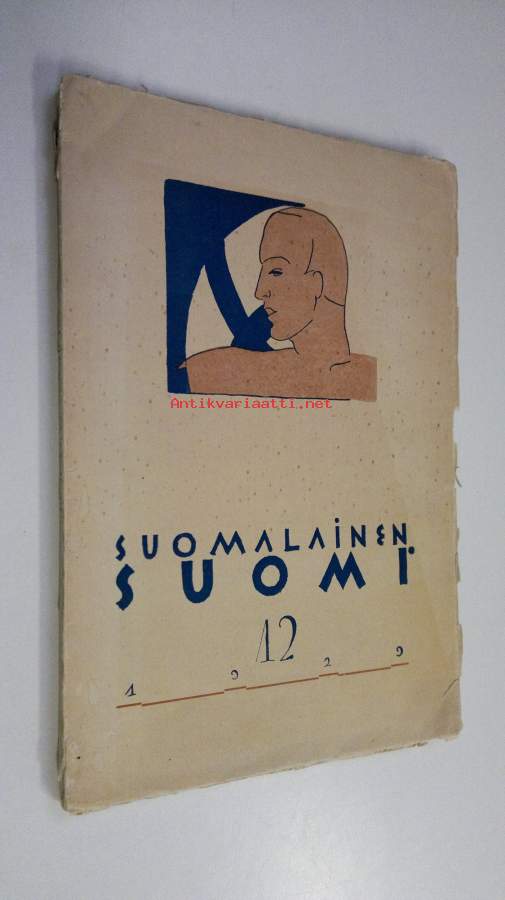 Antikvariaatti.net
SUOMALAINEN
SUOMI
12
1 9 2 9